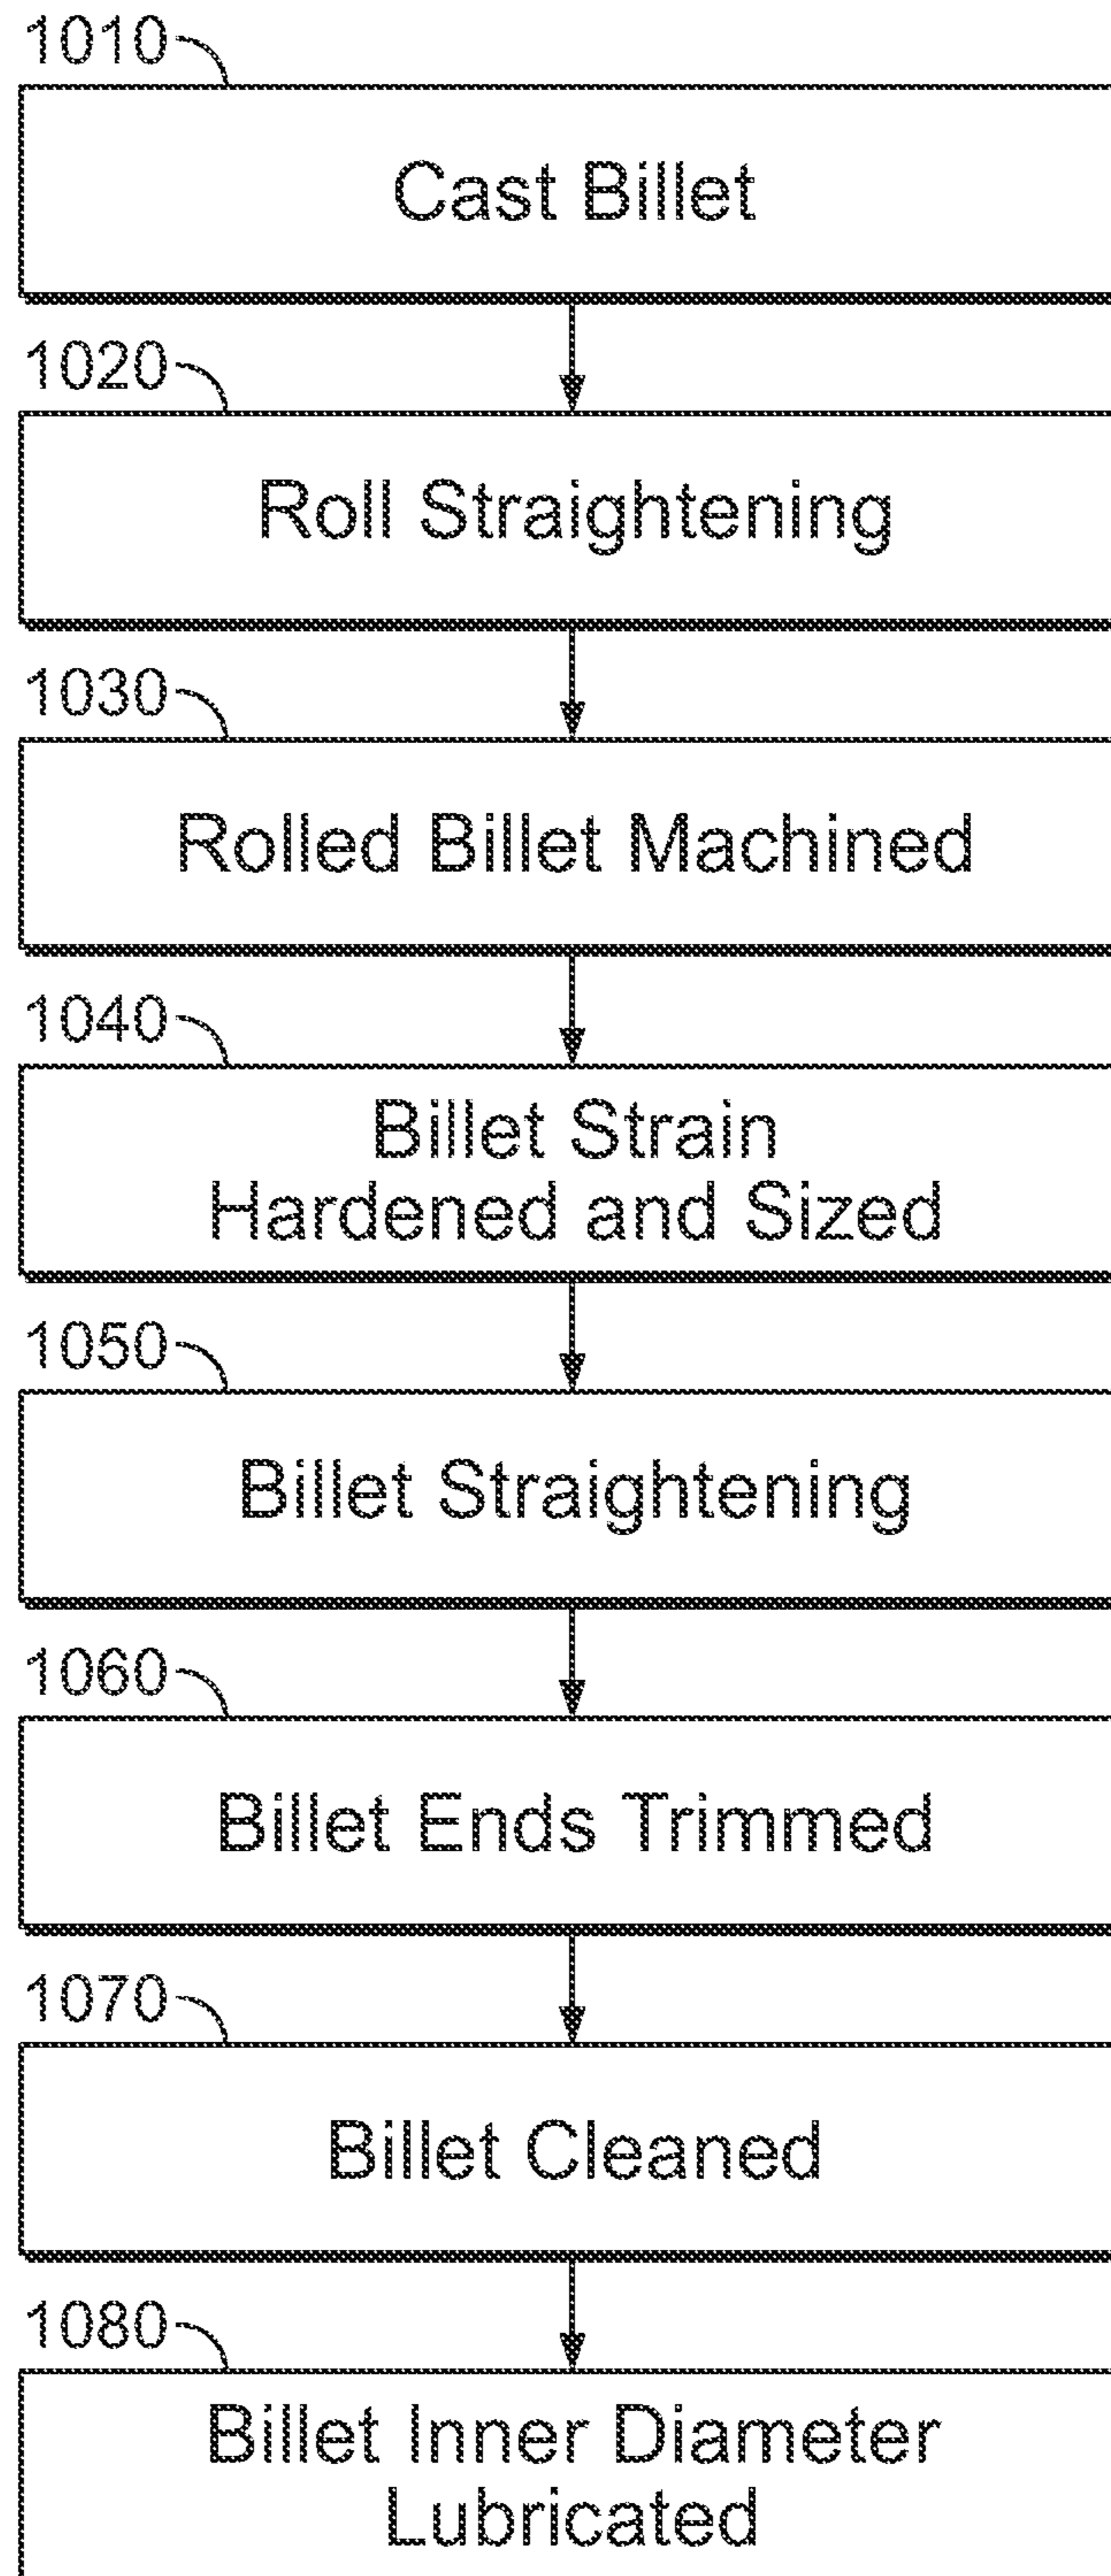 1010
Cast Billet
1020
Roll Straightening
1030
Rolled Billet Machined
1040
Billet Strain
Hardened and Sized
1050
Billet Straightening
1060
Billet Ends Trimmed
1070
Billet Cleaned
1080
Billet Inner Diameter
Lubricated